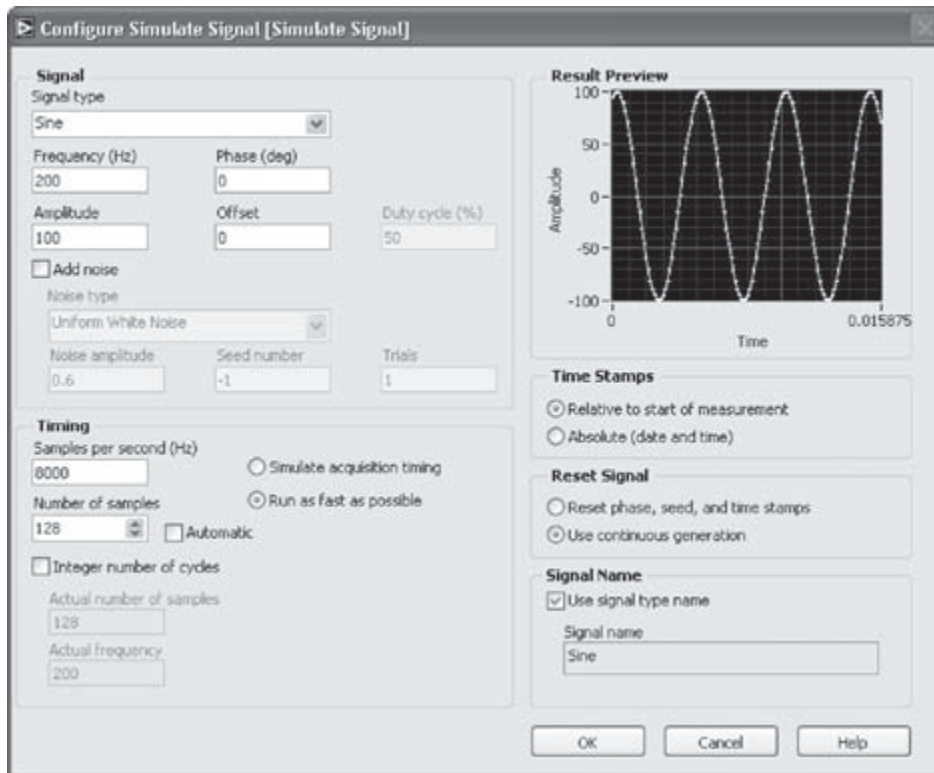 Configure Simulate Signal [Simulate Signal]
Signal
Signal type
Sine
Frequency (Hz)
Phase (deg)
200
0
Amplitude
Offset
Duty cycle (%)
100
0
50
Add noise
Noise type
Uniform White Noise
Noise amplitude
Seed number
Trials
0.6
-1
1
Timing
Samples per second (Hz)
8000
Simulate acquisition timing
Run as fast as possible
Number of samples
128
Automatic
Integer number of cycles
Actual number of samples
128
Actual frequency
200
Result Preview
100
50
0
-50
-100
Amplitude
0
0.015875
Time
Time Stamps
Relative to start of measurement
Absolute (date and time)
Reset Signal
Reset phase, seed, and time stamps
Use continuous generation
Signal Name
Use signal type name
Signal name
Sine
OK
Cancel
Help